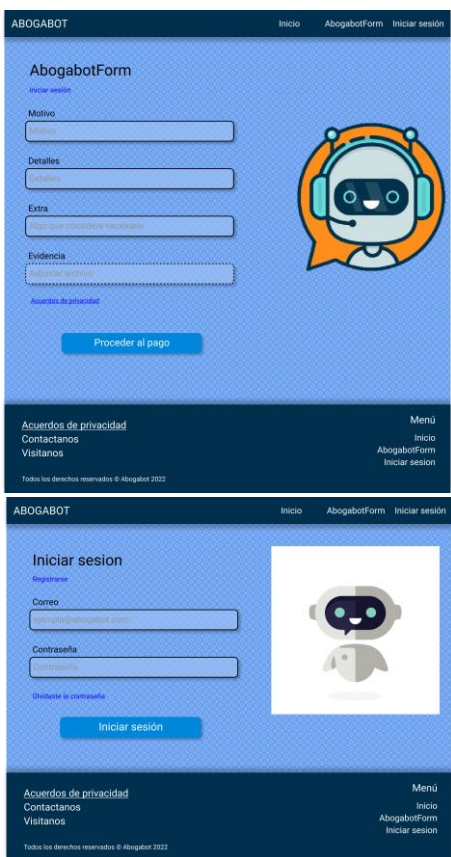 ABOGABOT Inicio AbogabotForm Iniciar sesión
AbogabotForm
Iniciar sesión
Motivo
Motivo
Detalles
Detalles
Extra
Algo que considere necesario
Evidencia
Adjuntar archivo
Acuerdos de privacidad
Proceder al pago
Acuerdos de privacidad
Contactanos
Visitanos
Menú
Inicio
AbogabotForm
Iniciar sesion
Todos los derechos reservados © Abogabot 2022
ABOGABOT Inicio AbogabotForm Iniciar sesión
Iniciar sesion
Registrarse
Correo
ejemplo@abogabot.com
Contraseña
Contraseña
Olvidaste la contraseña
Iniciar sesión
Acuerdos de privacidad
Contactanos
Visitanos
Menú
Inicio
AbogabotForm
Iniciar sesion
Todos los derechos reservados © Abogabot 2022